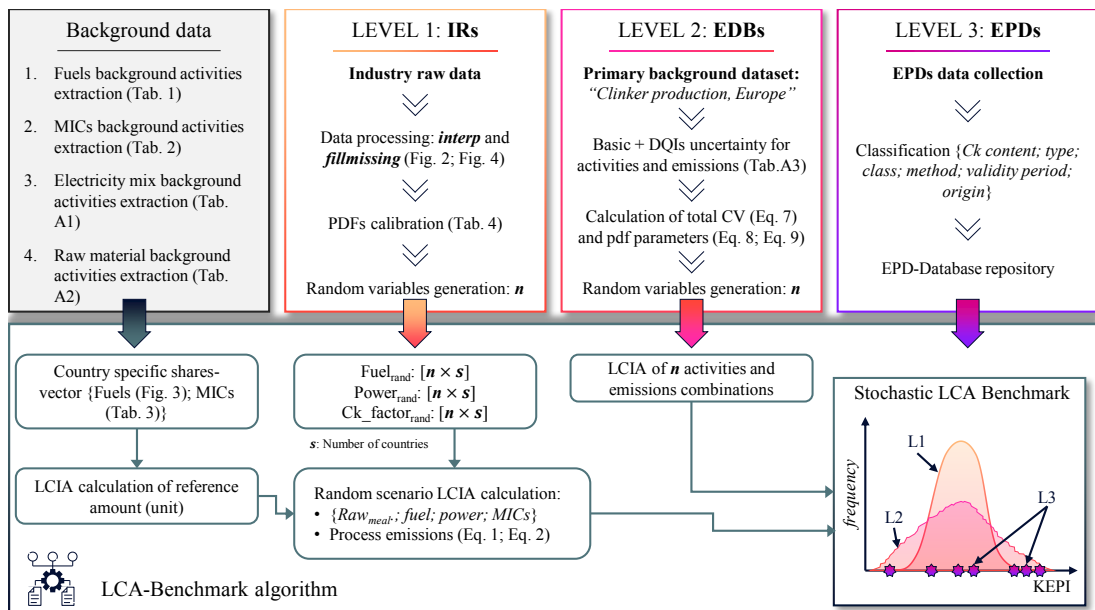 Background data
1. Fuels background activities
extraction (Tab. 1)
2. MICs background activities
extraction (Tab. 2)
3. Electricity mix background
activities extraction (Tab.
A1)
4. Raw material background
activities extraction (Tab.
A2)
LEVEL 1: IRs
Industry raw data
Data processing: interp and
fillmissing (Fig. 2; Fig. 4)
PDFs calibration (Tab. 4)
Random variables generation: n
LEVEL 2: EDBs
Primary background dataset:
“Clinker production, Europe”
Basic + DQIs uncertainty for
activities and emissions (Tab.A3)
Calculation of total CV (Eq. 7)
and pdf parameters (Eq. 8; Eq. 9)
Random variables generation: n
LEVEL 3: EPDs
EPDs data collection
Classification {Ck content; type;
class; method; validity period;
origin}
EPD-Database repository
Country specific shares-
vector {Fuels (Fig. 3); MICs
(Tab. 3)}
LCIA calculation of reference
amount (unit)
Fuel_rand: [n × s]
Power_rand: [n × s]
Ck_factor_rand: [n × s]
s: Number of countries
Random scenario LCIA calculation:
• {Raw_meal.; fuel; power; MICs}
• Process emissions (Eq. 1; Eq. 2)
LCIA of n activities and
emissions combinations
Stochastic LCA Benchmark
frequency
L1
L2
L3
KEPI
LCA-Benchmark algorithm